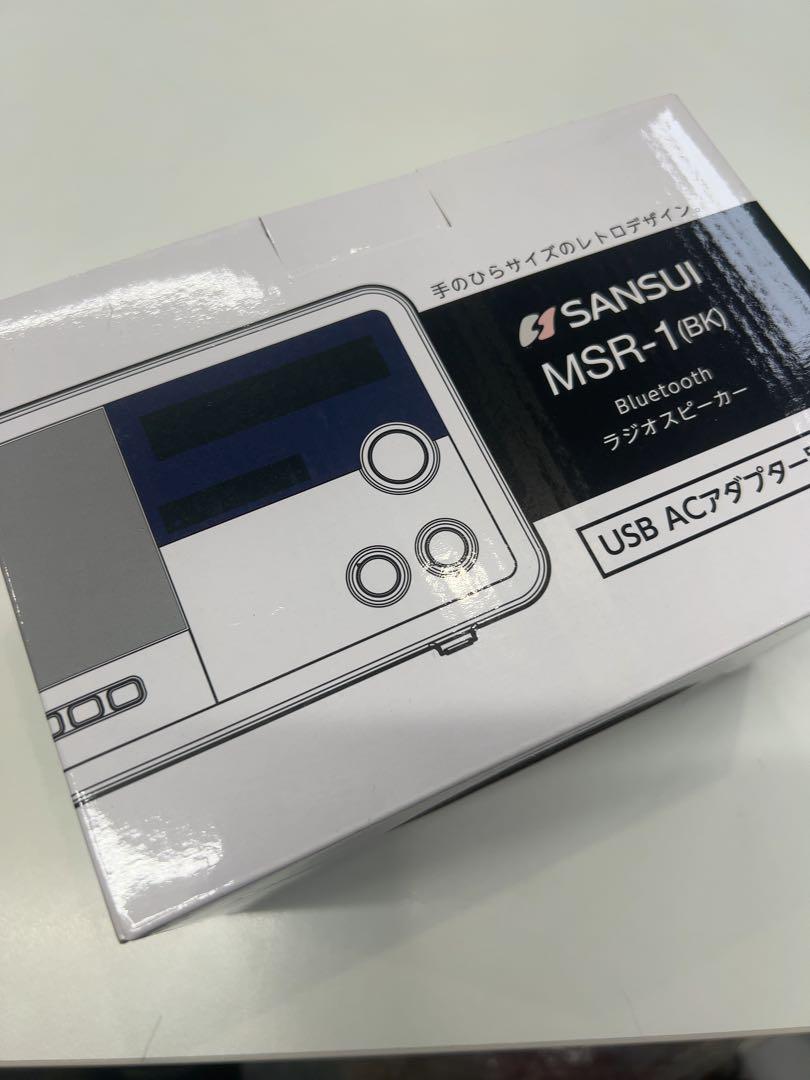 手のひらサイズのレトロデザイン。
SANSUI
MSR-1(BK)
Bluetooth
ラジオスピーカー
USB ACアダプター